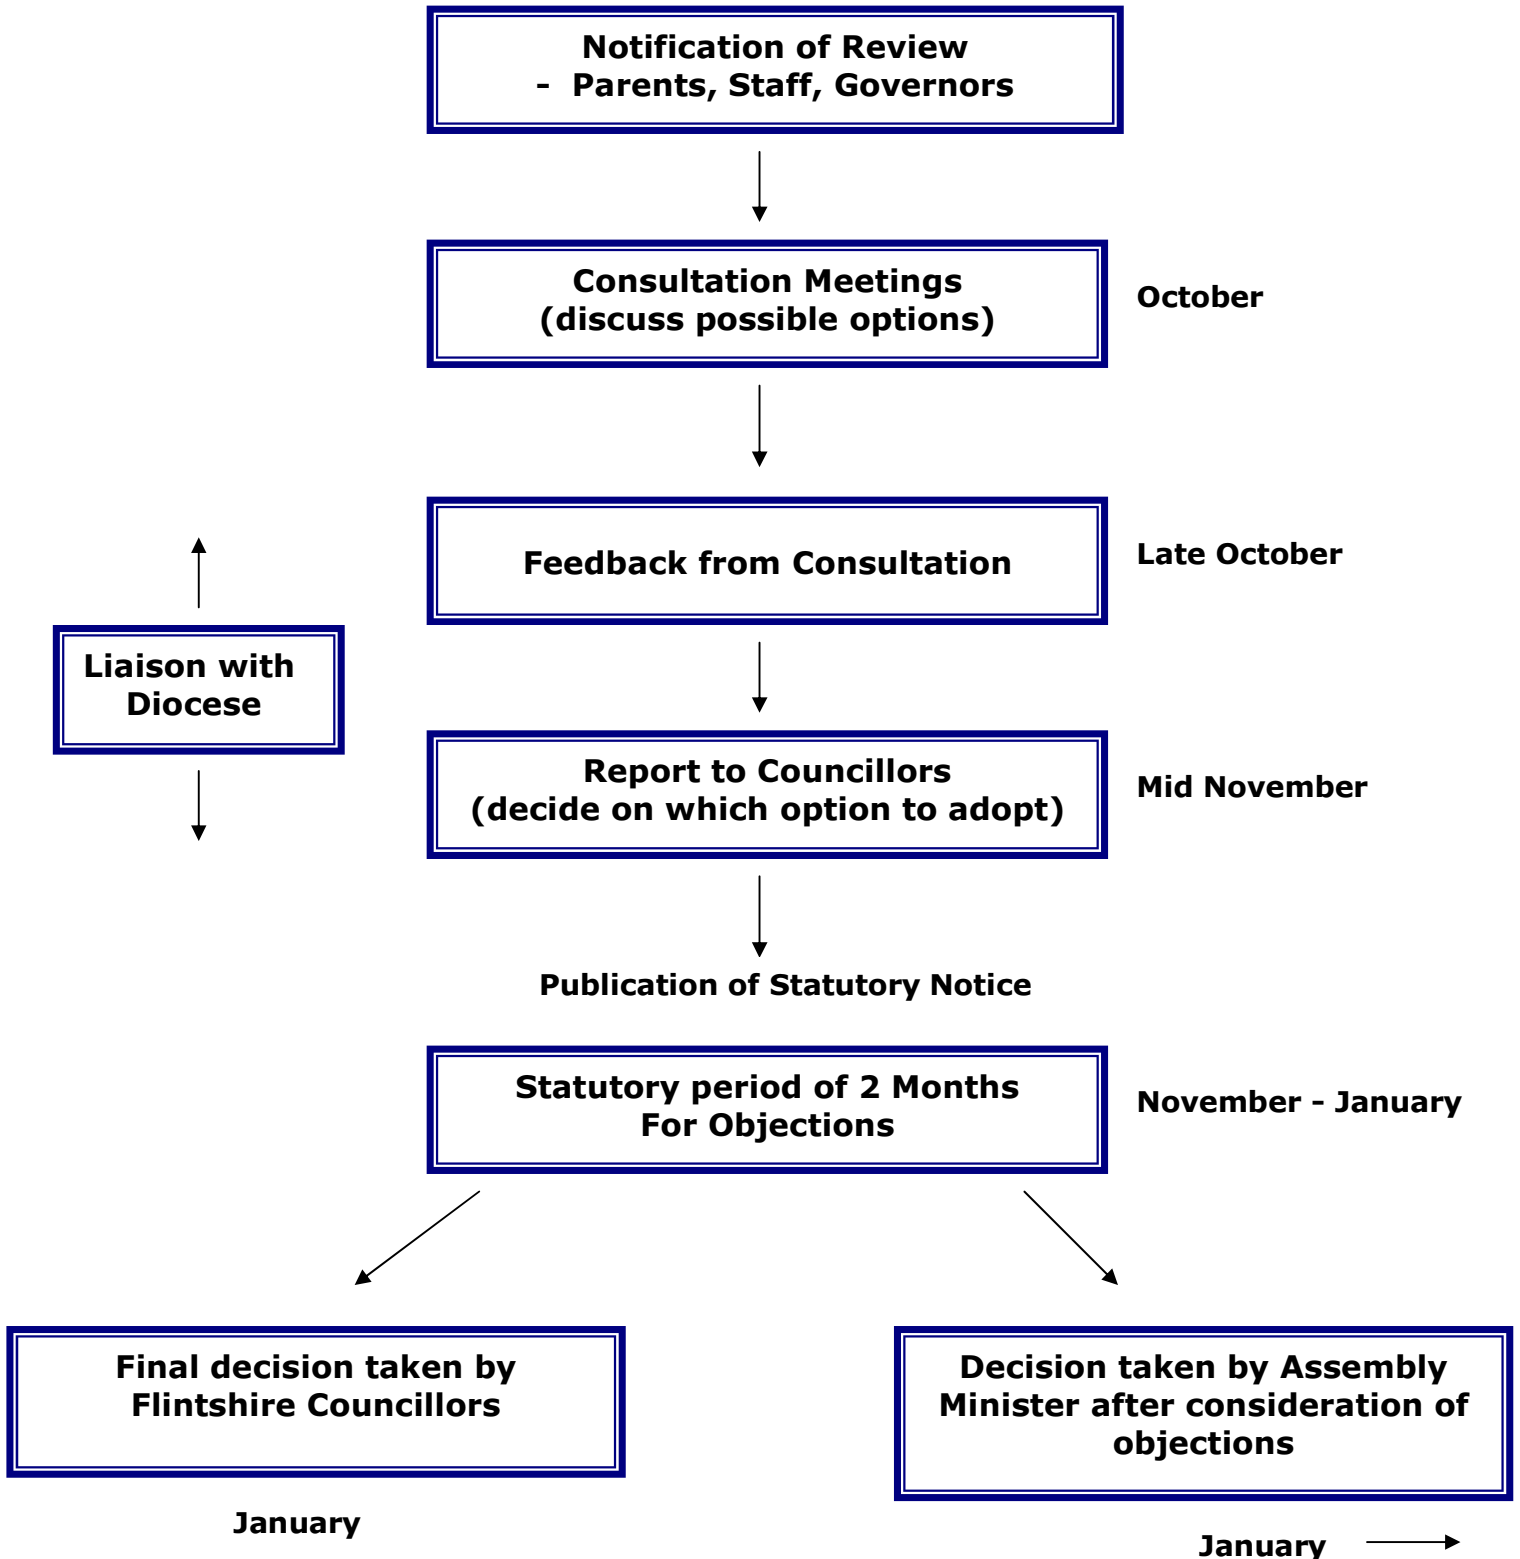 Notification of Review
- Parents, Staff, Governors
Consultation Meetings
(discuss possible options)
October
Feedback from Consultation
Late October
Liaison with
Diocese
Report to Councillors
(decide on which option to adopt)
Mid November
Publication of Statutory Notice
Statutory period of 2 Months
For Objections
November - January
Final decision taken by
Flintshire Councillors
January
Decision taken by Assembly
Minister after consideration of
objections
January